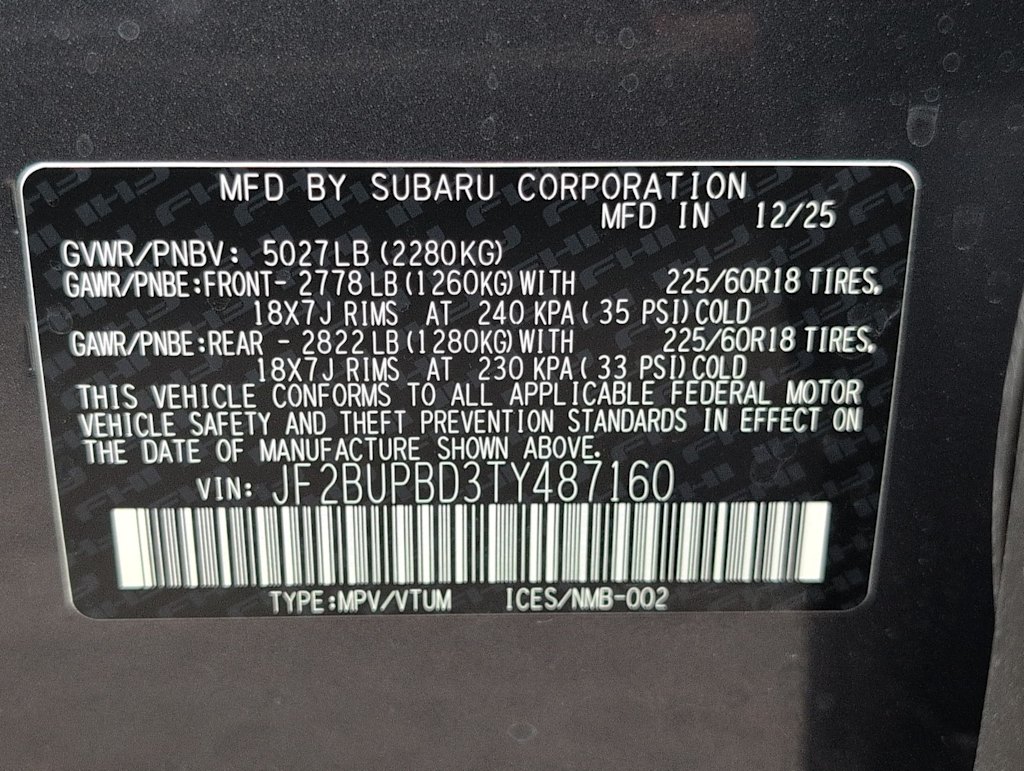 MFD BY SUBARU CORPORATION
MFD IN 12/25
GVWR/PNBV: 5027LB (2280KG)
GAWR/PNBE:FRONT- 2778 LB (1260KG) WITH 225/60R18 TIRES,
18X7J RIMS AT 240 KPA ( 35 PSI) COLD
GAWR/PNBE:REAR - 2822 LB (1280KG) WITH 225/60R18 TIRES,
18X7J RIMS AT 230 KPA ( 33 PSI) COLD
THIS VEHICLE CONFORMS TO ALL APPLICABLE FEDERAL MOTOR
VEHICLE SAFETY AND THEFT PREVENTION STANDARDS IN EFFECT ON
THE DATE OF MANUFACTURE SHOWN ABOVE.
VIN: JF2BUPBD3TY487160
TYPE:MPV/VTUM ICES/NMB-002